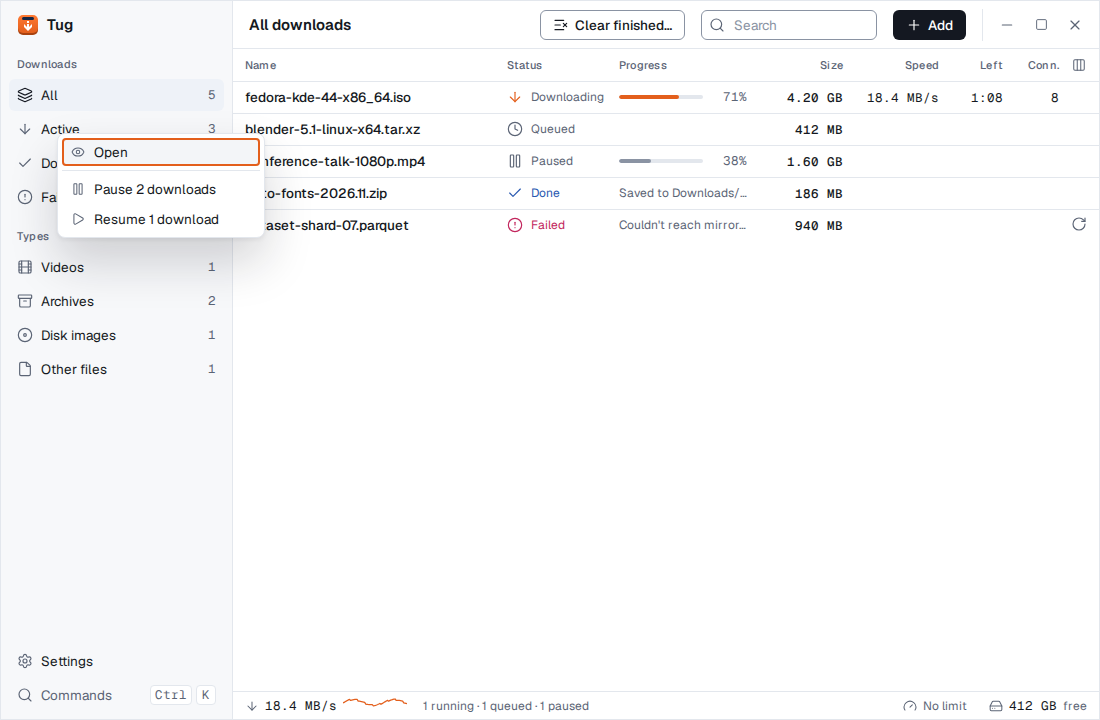 Tug
All downloads
Clear finished...
Search
Add
Downloads
All 5
Active 3
Do
Fa
Open
Pause 2 downloads
Resume 1 download
Types
Videos 1
Archives 2
Disk images 1
Other files 1
Settings
Commands Ctrl K
Name Status Progress Size Speed Left Conn.
fedora-kde-44-x86_64.iso Downloading 71% 4.20 GB 18.4 MB/s 1:08 8
blender-5.1-linux-x64.tar.xz Queued 412 MB
nference-talk-1080p.mp4 Paused 38% 1.60 GB
to-fonts-2026.11.zip Done Saved to Downloads/... 186 MB
aset-shard-07.parquet Failed Couldn't reach mirror... 940 MB
18.4 MB/s 1 running · 1 queued · 1 paused No limit 412 GB free